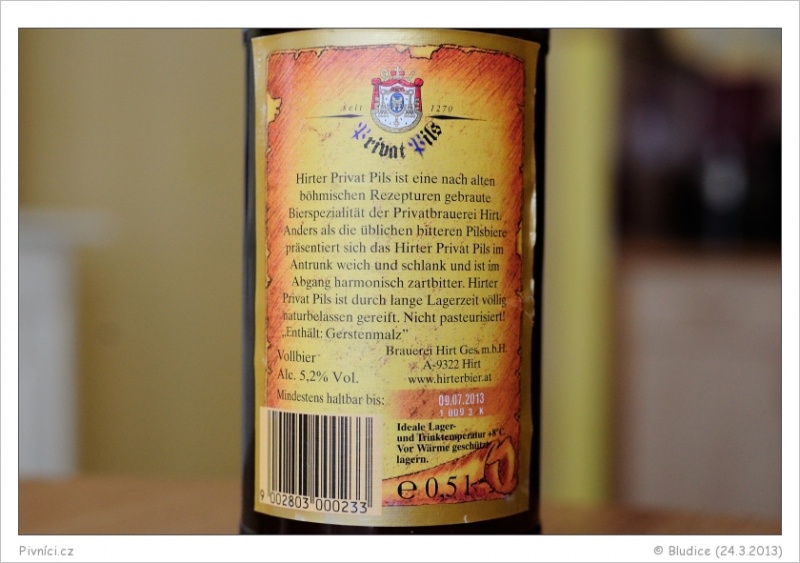 seit 1270
Privat Pils
Hirter Privat Pils ist eine nach alten
böhmischen Rezepturen gebraute
Bierspezialität der Privatbrauerei Hirt.
Anders als die üblichen bitteren Pilsbiere
präsentiert sich das Hirter Privat Pils im
Antrunk weich und schlank und ist im
Abgang harmonisch zartbitter. Hirter
Privat Pils ist durch lange Lagerzeit völlig
naturbelassen gereift. Nicht pasteurisiert!
„Enthält: Gerstenmalz”
Vollbier
Alc. 5,2% Vol.
Brauerei Hirt Ges.m.b.H.
A-9322 Hirt
www.hirterbier.at
Mindestens haltbar bis:
09.07.2013
Ideale Lager-
und Trinktemperatur +8°C.
Vor Wärme geschützt
lagern.
e 0,5 l
9 002803 000233
Pivníci.cz
© Bludice (24.3.2013)